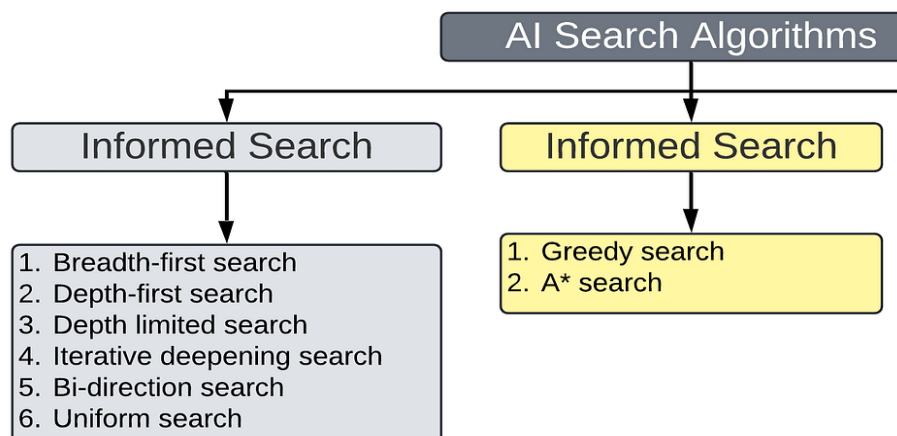 AI Search Algorithms
Informed Search
Informed Search
1. Breadth-first search
2. Depth-first search
3. Depth limited search
4. Iterative deepening search
5. Bi-direction search
6. Uniform search
1. Greedy search
2. A* search